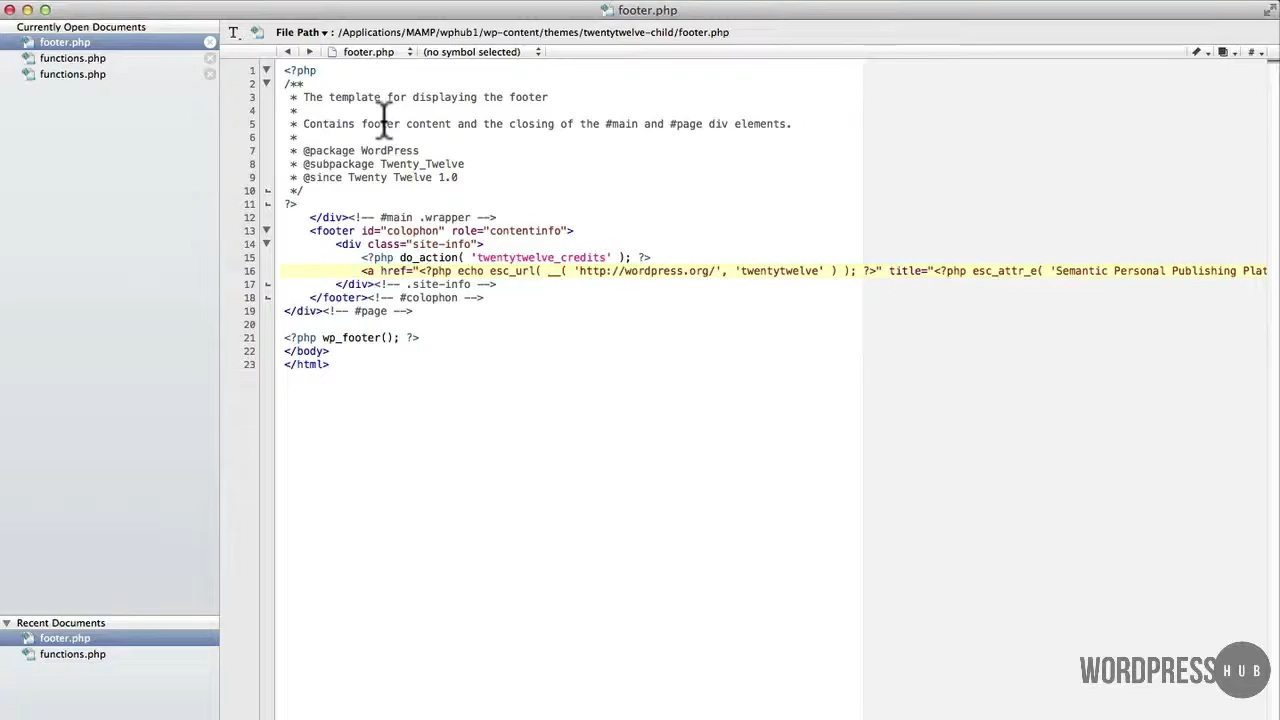 footer.php
Currently Open Documents
footer.php
functions.php
functions.php
File Path ▾ : /Applications/MAMP/wphub1/wp-content/themes/twentytwelve-child/footer.php
footer.php (no symbol selected)
1 <?php
2 /**
3 * The template for displaying the footer
4 *
5 * Contains footer content and the closing of the #main and #page div elements.
6 *
7 * @package WordPress
8 * @subpackage Twenty_Twelve
9 * @since Twenty Twelve 1.0
10 */
11 ?>
12 </div><!-- #main .wrapper -->
13 <footer id="colophon" role="contentinfo">
14 <div class="site-info">
15 <?php do_action( 'twentytwelve_credits' ); ?>
16 <a href="<?php echo esc_url( __( 'http://wordpress.org/', 'twentytwelve' ) ); ?>" title="<?php esc_attr_e( 'Semantic Personal Publishing Plat
17 </div><!-- .site-info -->
18 </footer><!-- #colophon -->
19 </div><!-- #page -->
20
21 <?php wp_footer(); ?>
22 </body>
23 </html>
Recent Documents
footer.php
functions.php
WORDPRESS HUB